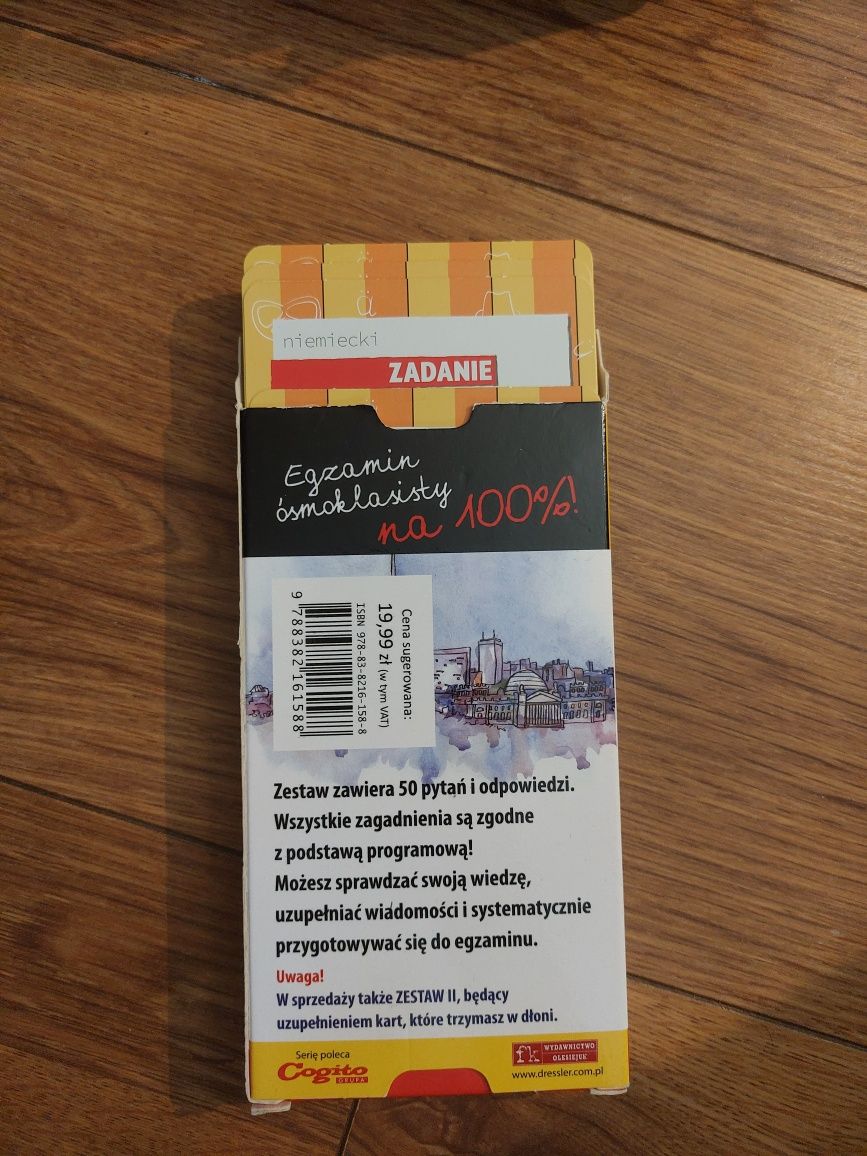 niemiecki
ZADANIE
Egzamin
ósmoklasisty
na 100%!
Cena sugerowana:
19,99 zł (w tym VAT)
ISBN 978-83-8216-158-8
9 788382 161588
Zestaw zawiera 50 pytań i odpowiedzi.
Wszystkie zagadnienia są zgodne
z podstawą programową!
Możesz sprawdzać swoją wiedzę,
uzupełniać wiadomości i systematycznie
przygotowywać się do egzaminu.
Uwaga!
W sprzedaży także ZESTAW II, będący
uzupełnieniem kart, które trzymasz w dłoni.
Serię poleca
Cogito
GRUPA
fk WYDAWNICTWO
OLESIEJUK
www.dressler.com.pl